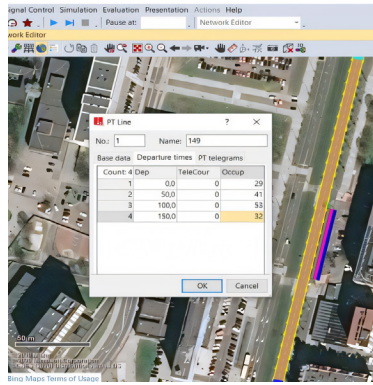 ignal Control Simulation Evaluation Presentation Actions Help
Pause at: Network Editor
work Editor
PT Line ? ×
No.: 1 Name: 149
Base data Departure times PT telegrams
Count: 4 Dep TeleCour Occup
1 0,0 0 29
2 50,0 0 41
3 100,0 0 53
4 150,0 0 32
OK Cancel
50 m
Bing Maps Terms of Usage